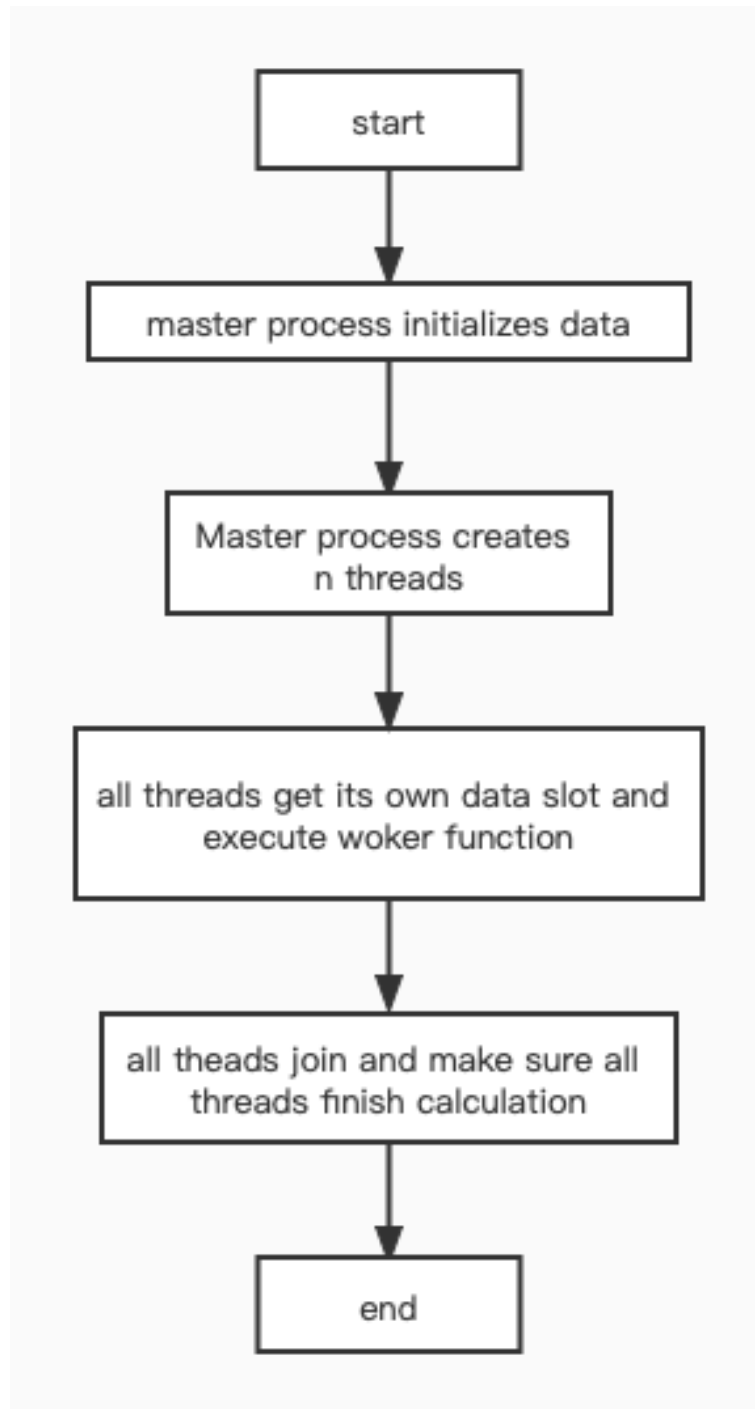 start
master process initializes data
Master process creates
n threads
all threads get its own data slot and
execute woker function
all theads join and make sure all
threads finish calculation
end